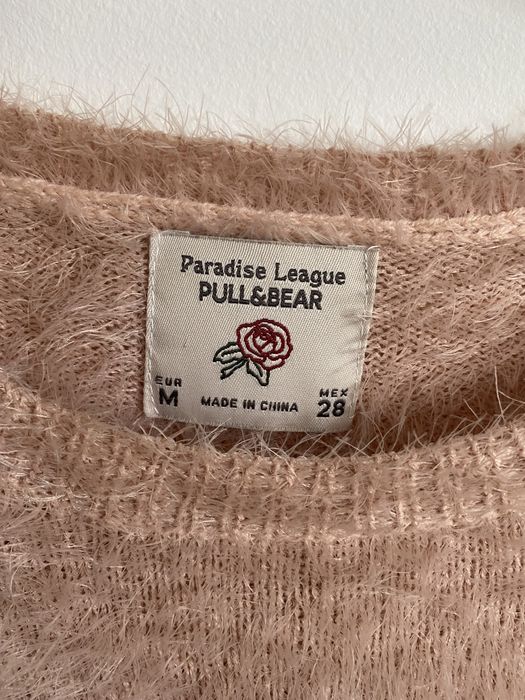 Paradise League
PULL&BEAR
EUR
M
MADE IN CHINA
MEX
28